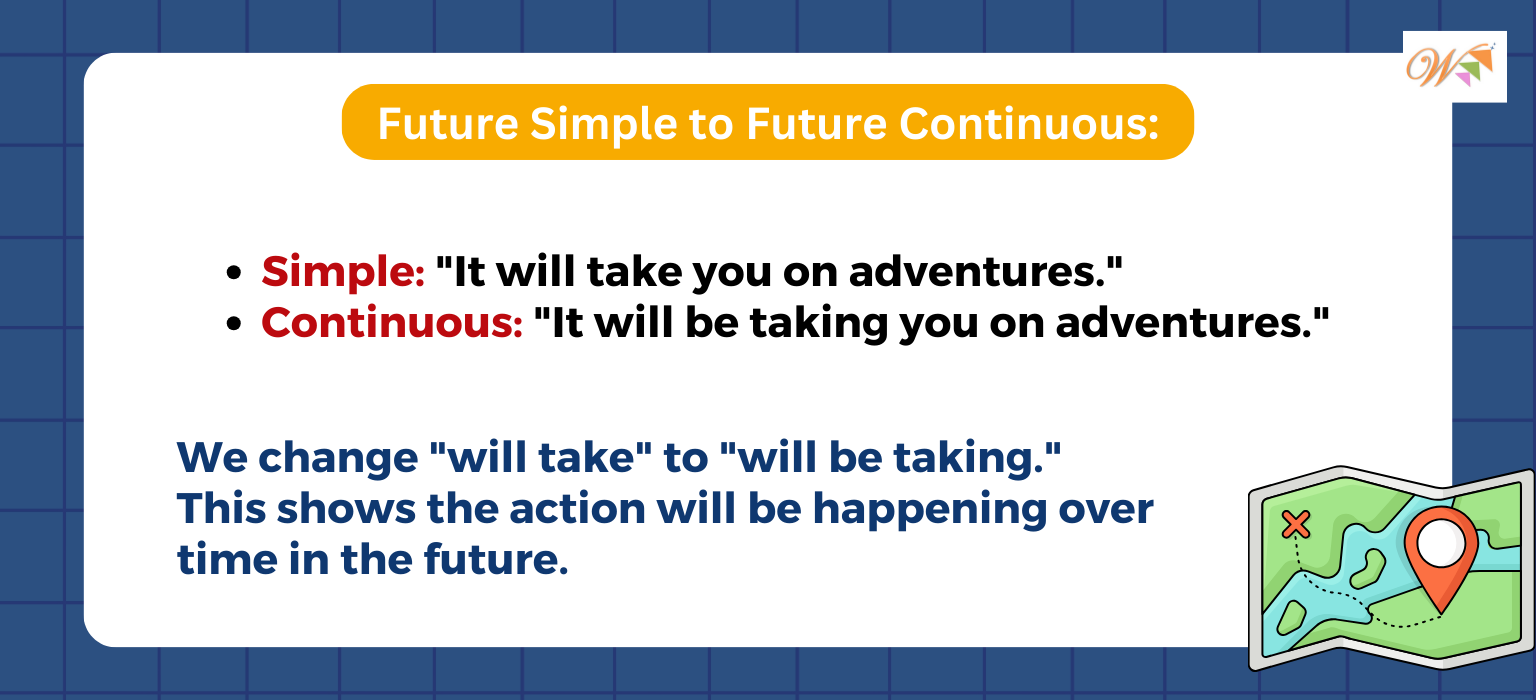 Future Simple to Future Continuous:
• Simple: "It will take you on adventures."
• Continuous: "It will be taking you on adventures."
We change "will take" to "will be taking."
This shows the action will be happening over
time in the future.
W